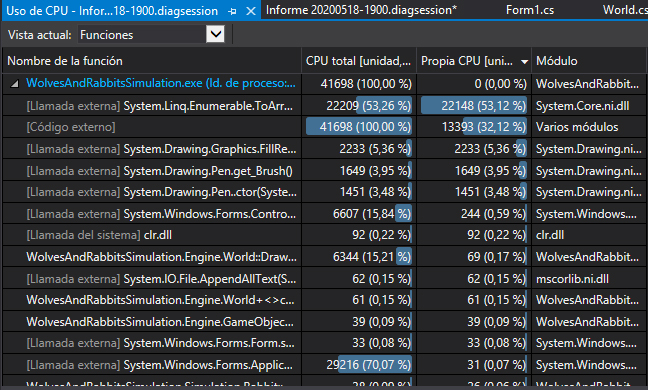 Uso de CPU - Infor...18-1900.diagsession
Informe 20200518-1900.diagsession*
Form1.cs
World.cs
Vista actual: Funciones
Nombre de la función CPU total [unidad,... Propia CPU [uni... Módulo
WolvesAndRabbitsSimulation.exe (Id. de proceso:... 41698 (100,00 %) 0 (0,00 %) WolvesAndRabbit...
[Llamada externa] System.Linq.Enumerable.ToArr... 22209 (53,26 %) 22148 (53,12 %) System.Core.ni.dll
[Código externo] 41698 (100,00 %) 13393 (32,12 %) Varios módulos
[Llamada externa] System.Drawing.Graphics.FillRe... 2233 (5,36 %) 2233 (5,36 %) System.Drawing.ni...
[Llamada externa] System.Drawing.Pen.get_Brush() 1649 (3,95 %) 1649 (3,95 %) System.Drawing.ni...
[Llamada externa] System.Drawing.Pen..ctor(Syste... 1451 (3,48 %) 1451 (3,48 %) System.Drawing.ni...
[Llamada externa] System.Windows.Forms.Contro... 6607 (15,84 %) 244 (0,59 %) System.Windows....
[Llamada del sistema] clr.dll 92 (0,22 %) 92 (0,22 %) clr.dll
WolvesAndRabbitsSimulation.Engine.World::Draw... 6344 (15,21 %) 69 (0,17 %) WolvesAndRabbit...
[Llamada externa] System.IO.File.AppendAllText(S... 62 (0,15 %) 62 (0,15 %) mscorlib.ni.dll
WolvesAndRabbitsSimulation.Engine.World+<>c... 61 (0,15 %) 61 (0,15 %) WolvesAndRabbit...
WolvesAndRabbitsSimulation.Engine.GameObjec... 39 (0,09 %) 39 (0,09 %) WolvesAndRabbit...
[Llamada externa] System.Windows.Forms.Form.s... 33 (0,08 %) 33 (0,08 %) System.Windows....
[Llamada externa] System.Windows.Forms.Applic... 29216 (70,07 %) 31 (0,07 %) System.Windows....